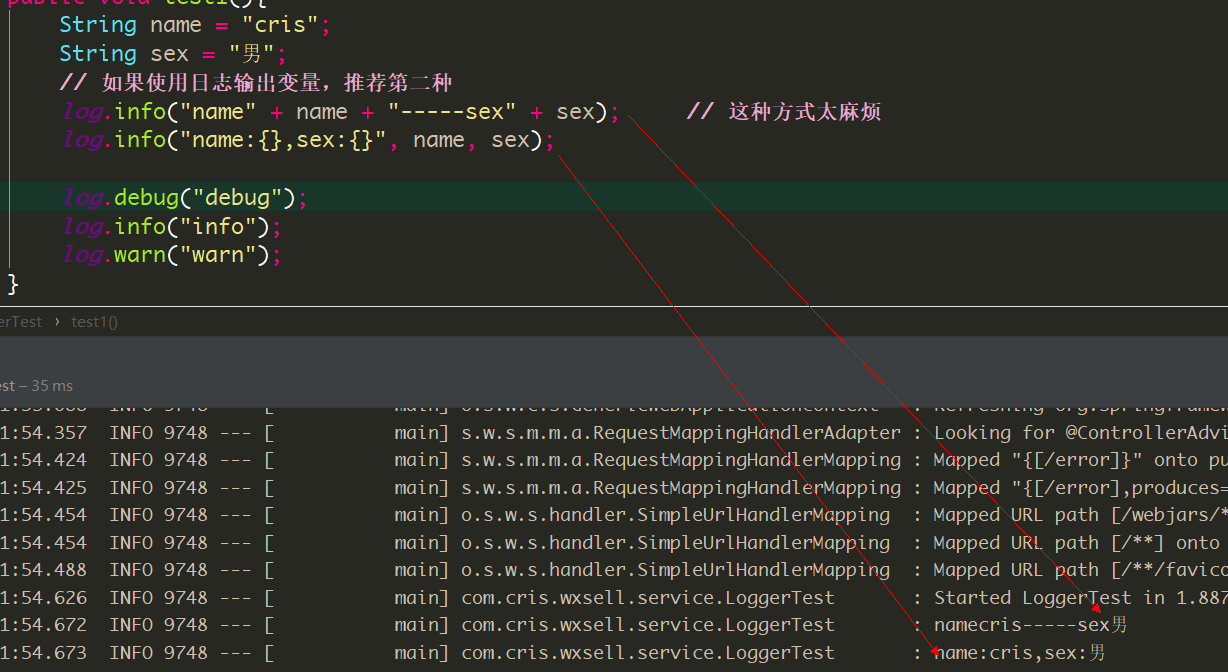 public void test1(){
String name = "cris";
String sex = "男";
// 如果使用日志输出变量，推荐第二种
log.info("name" + name + "-----sex" + sex); // 这种方式太麻烦
log.info("name:{},sex:{}", name, sex);
log.debug("debug");
log.info("info");
log.warn("warn");
}
erTest › test1()
est – 35 ms
INFO 9748 --- [ main] : Refreshing org.springframew
1:54.357 INFO 9748 --- [ main] s.w.s.m.m.a.RequestMappingHandlerAdapter : Looking for @ControllerAdvi
1:54.424 INFO 9748 --- [ main] s.w.s.m.m.a.RequestMappingHandlerMapping : Mapped "{[/error]}" onto pu
1:54.425 INFO 9748 --- [ main] s.w.s.m.m.a.RequestMappingHandlerMapping : Mapped "{[/error],produces=
1:54.454 INFO 9748 --- [ main] o.s.w.s.handler.SimpleUrlHandlerMapping : Mapped URL path [/webjars/*
1:54.454 INFO 9748 --- [ main] o.s.w.s.handler.SimpleUrlHandlerMapping : Mapped URL path [/**] onto
1:54.488 INFO 9748 --- [ main] o.s.w.s.handler.SimpleUrlHandlerMapping : Mapped URL path [/**/favico
1:54.626 INFO 9748 --- [ main] com.cris.wxsell.service.LoggerTest : Started LoggerTest in 1.887
1:54.672 INFO 9748 --- [ main] com.cris.wxsell.service.LoggerTest : namecris-----sex男
1:54.673 INFO 9748 --- [ main] com.cris.wxsell.service.LoggerTest : name:cris,sex:男